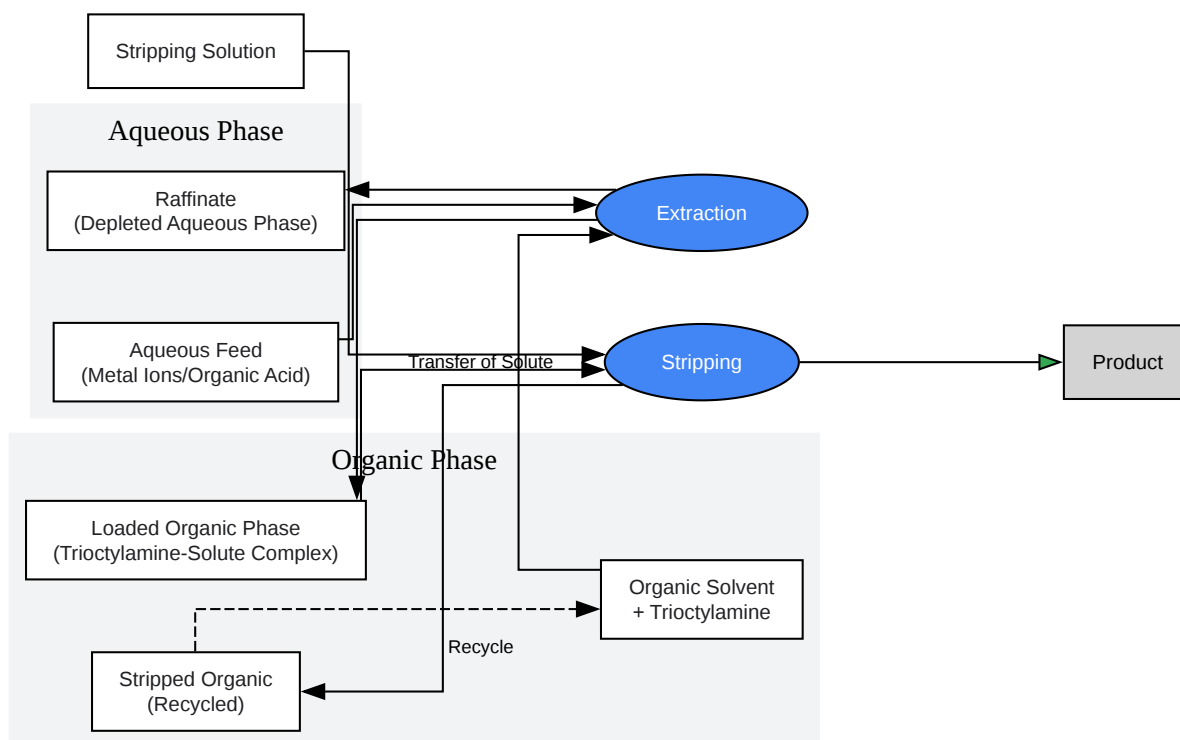 Stripping Solution
Aqueous Phase
Raffinate
(Depleted Aqueous Phase)
Extraction
Aqueous Feed
(Metal Ions/Organic Acid)
Transfer of Solute
Stripping
Product
Organic Phase
Loaded Organic Phase
(Trioctylamine-Solute Complex)
Organic Solvent
+ Trioctylamine
Recycle
Stripped Organic
(Recycled)